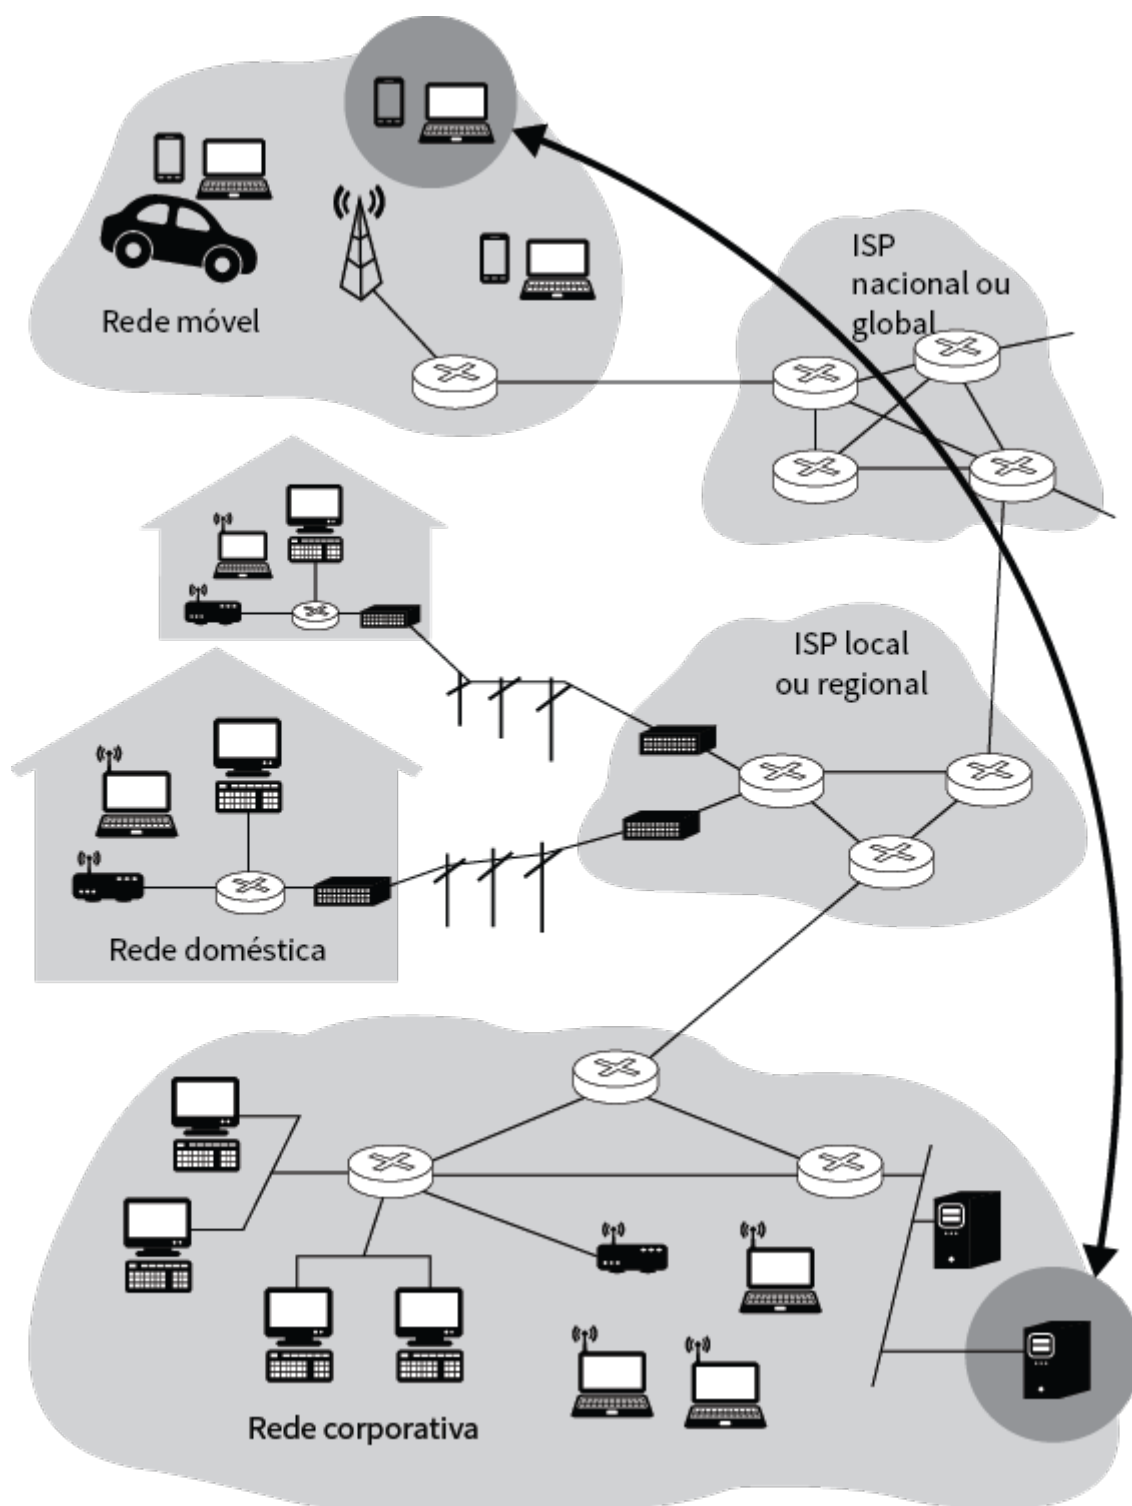 ISP
nacional ou
global
Rede móvel
ISP local
ou regional
Rede doméstica
Rede corporativa